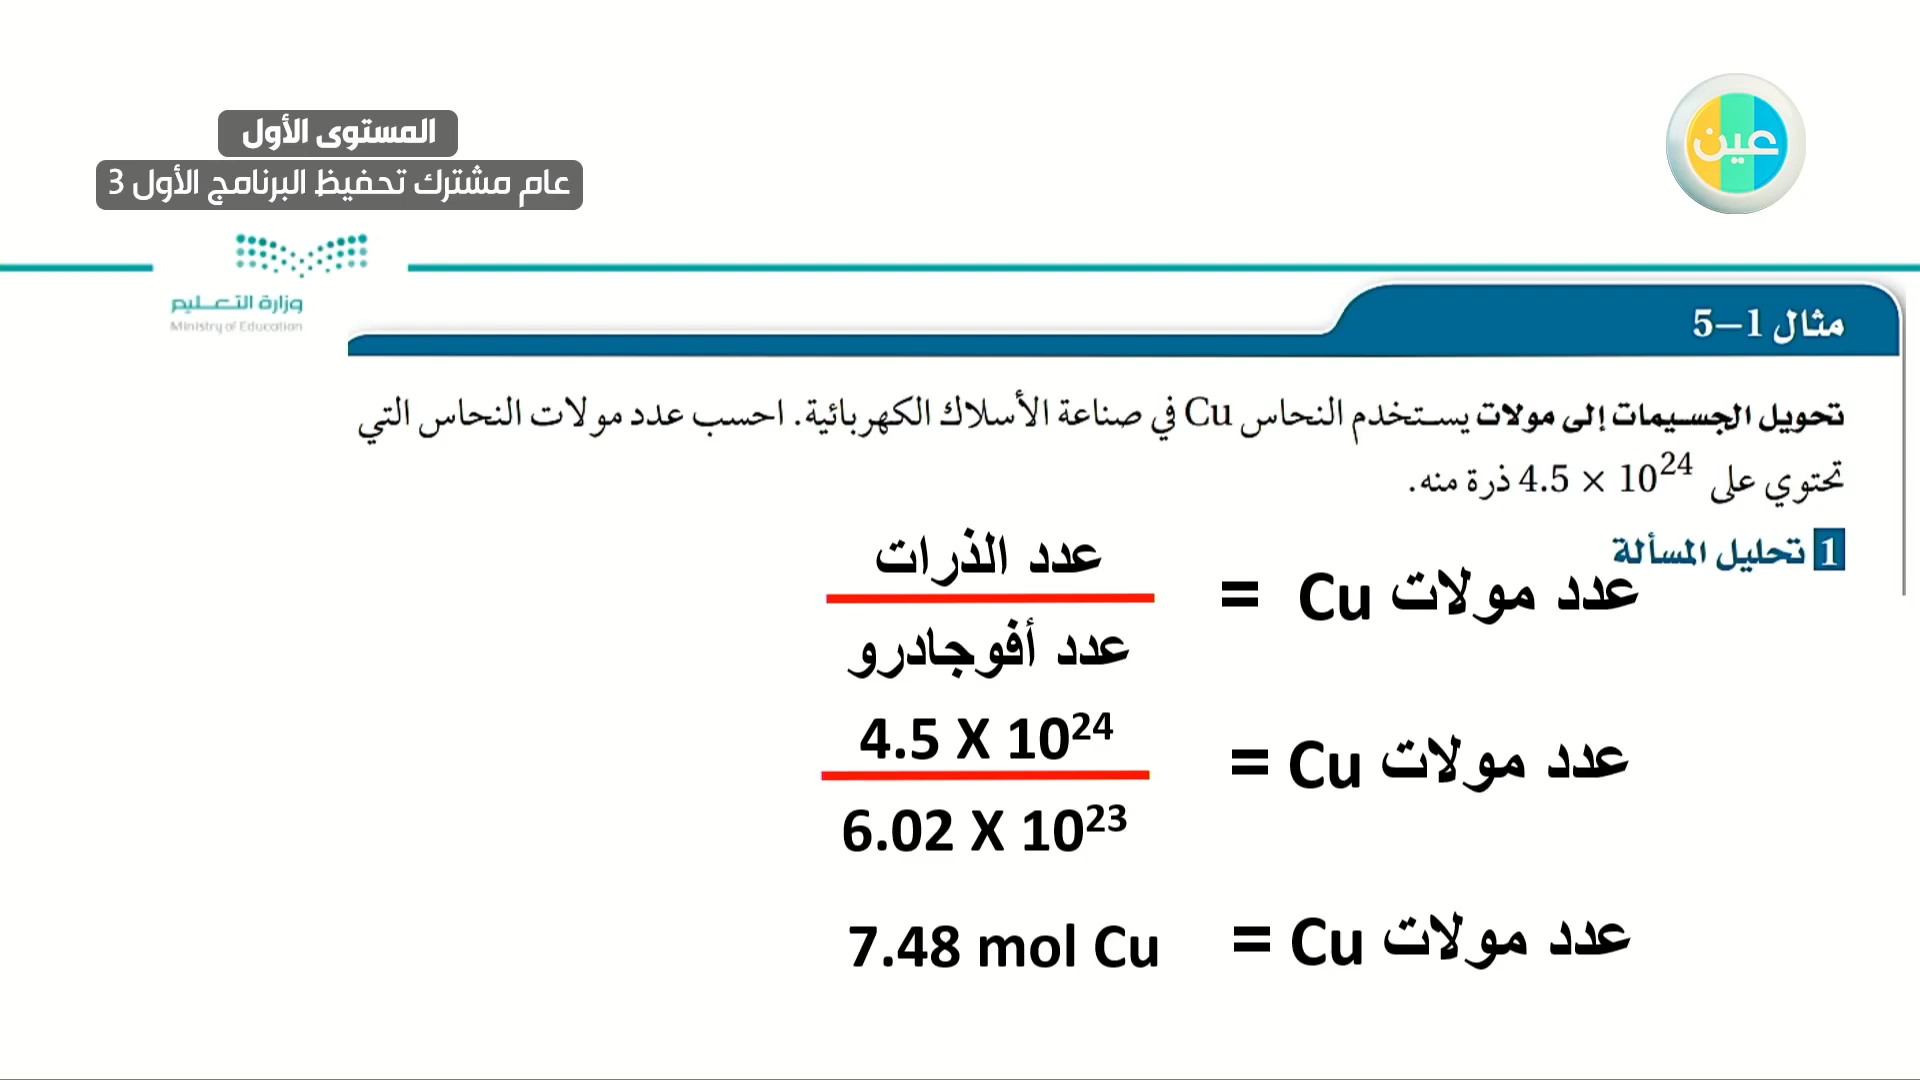 المستوى الأول
عام مشترك تحفيظ البرنامج الأول 3
عين
وزارة التعليم
Ministry of Education
مثال 1–5
تحويل الجسيمات إلى مولات يستخدم النحاس Cu في صناعة الأسلاك الكهربائية. احسب عدد مولات النحاس التي
تحتوي على 4.5 × 10²⁴ ذرة منه.
1 تحليل المسألة
عدد مولات Cu = عدد الذرات
عدد أفوجادرو
عدد مولات Cu = 4.5 X 10²⁴
6.02 X 10²³
عدد مولات Cu = 7.48 mol Cu